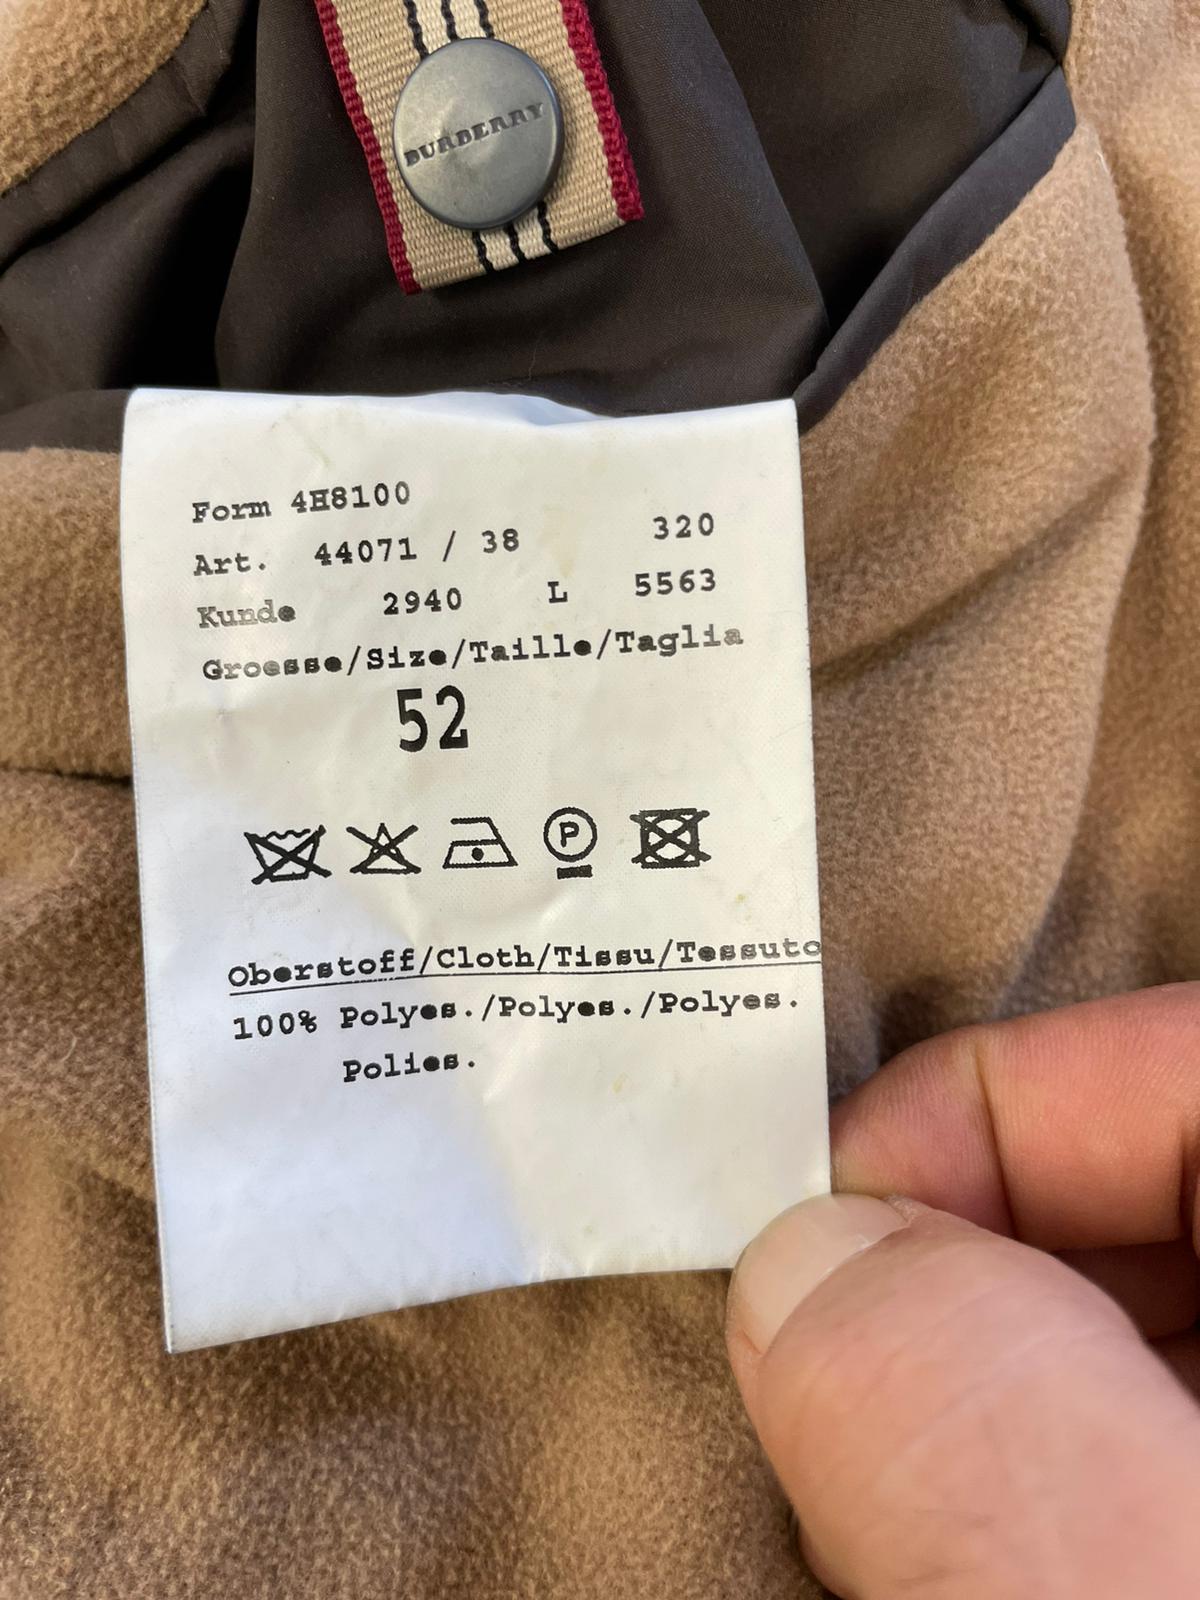 BURBERRY
Form 4H8100
Art. 44071 / 38 320
Kunde 2940 L 5563
Groesse/Size/Taille/Taglia
52
P
Oberstoff/Cloth/Tissu/Tessuto
100% Polyes./Polyes./Polyes.
Polies.